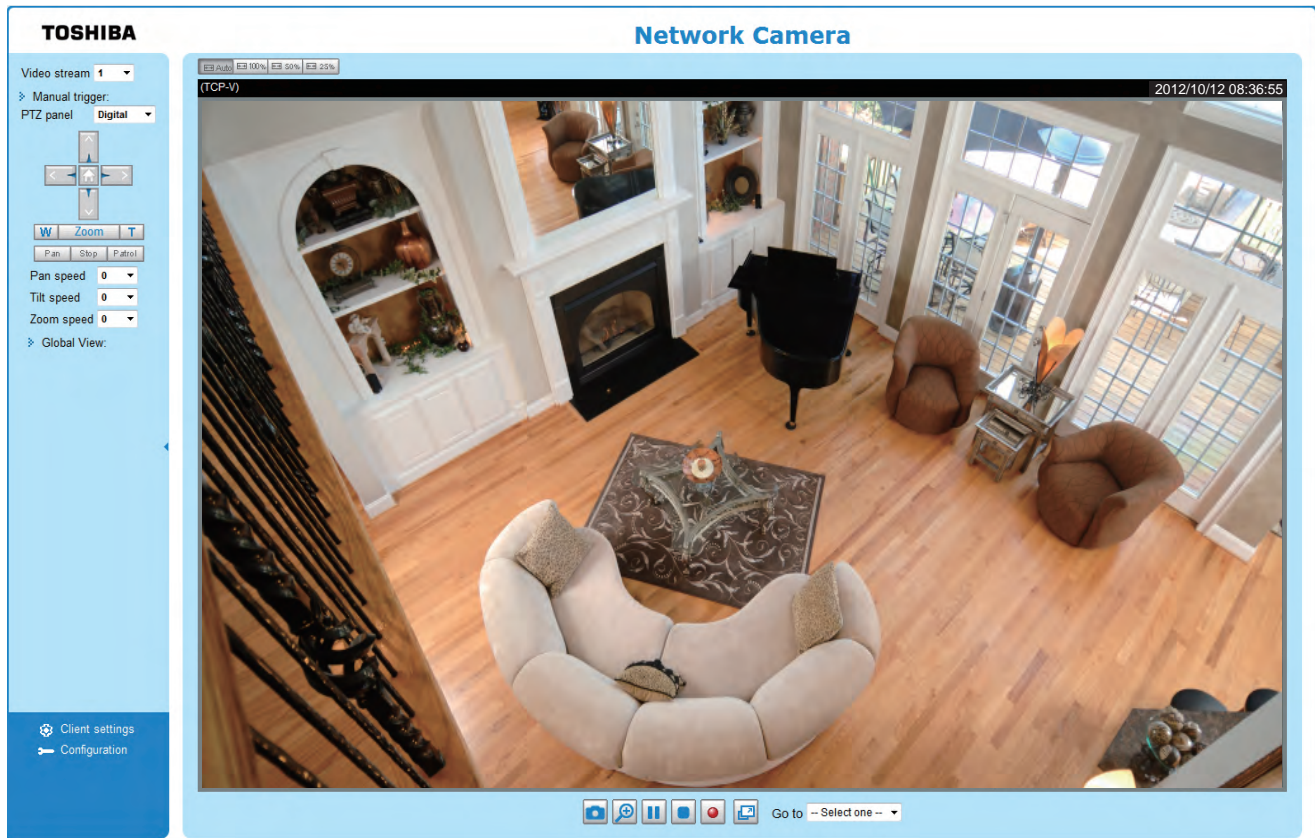 TOSHIBA
Network Camera
Video stream 1
Manual trigger:
PTZ panel Digital
W Zoom T
Pan Stop Patrol
Pan speed 0
Tilt speed 0
Zoom speed 0
Global View:
Client settings
Configuration
Auto 100% 50% 25%
(TCP-V) 2012/10/12 08:36:55
Go to -- Select one --